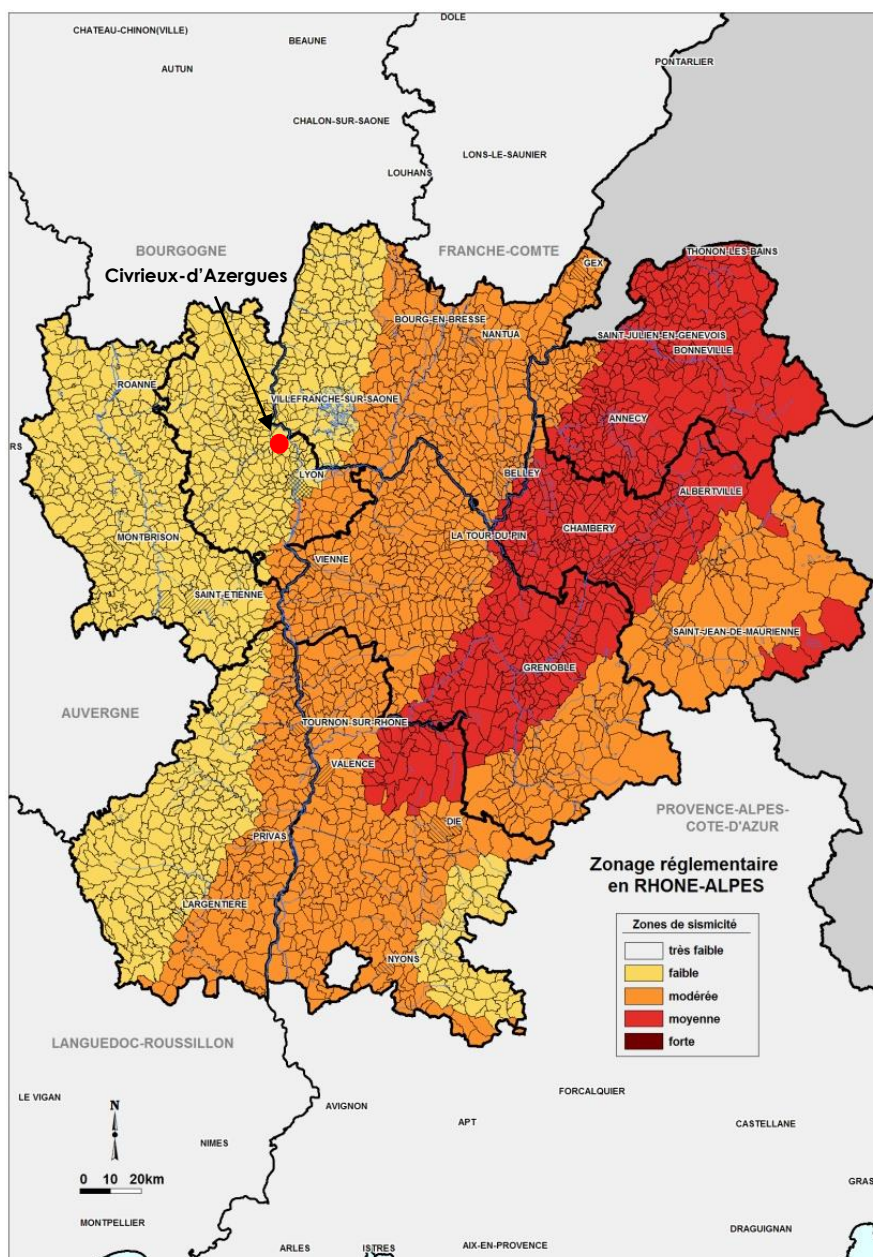 DOLE
CHATEAU-CHINON(VILLE)
BEAUNE
PONTARLIER
AUTUN
CHALON-SUR-SAONE
LONS-LE-SAUNIER
LOUHANS
BOURGOGNE
FRANCHE-COMTE
THONON-LES-BAINS
GEX
Civrieux-d'Azergues
BOURG-EN-BRESSE
NANTUA
SAINT-JULIEN-EN-GENEVOIS
BONNEVILLE
ROANNE
VILLEFRANCHE-SUR-SAONE
ANNECY
RS
LYON
BELLEY
ALBERTVILLE
CHAMBERY
MONTBRISON
LA TOUR-DU-PIN
VIENNE
SAINT-ETIENNE
SAINT-JEAN-DE-MAURIENNE
GRENOBLE
AUVERGNE
TOURNON-SUR-RHONE
VALENCE
PROVENCE-ALPES-
COTE-D'AZUR
DIE
PRIVAS
Zonage réglementaire
en RHONE-ALPES
LARGENTIERE
Zones de sismicité
très faible
faible
modérée
moyenne
forte
NYONS
LANGUEDOC-ROUSSILLON
LE VIGAN
AVIGNON
FORCALQUIER
APT
CASTELLANE
N
NIMES
0 10 20km
GRAS
MONTPELLIER
DRAGUIGNAN
ARLES
ISTRES
AIX-EN-PROVENCE